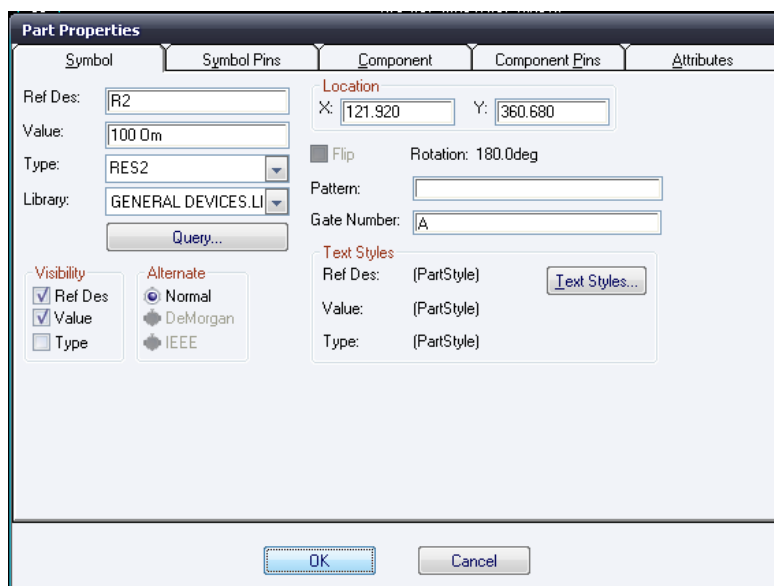 Part Properties
Symbol Symbol Pins Component Component Pins Attributes
Ref Des: R2
Value: 100 Om
Type: RES2
Library: GENERAL DEVICES.LI
Query...
Location
X: 121.920 Y: 360.680
Flip Rotation: 180.0deg
Pattern:
Gate Number: A
Visibility
Ref Des
Value
Type
Alternate
Normal
DeMorgan
IEEE
Text Styles
Ref Des: (PartStyle)
Value: (PartStyle)
Type: (PartStyle)
Text Styles...
OK Cancel